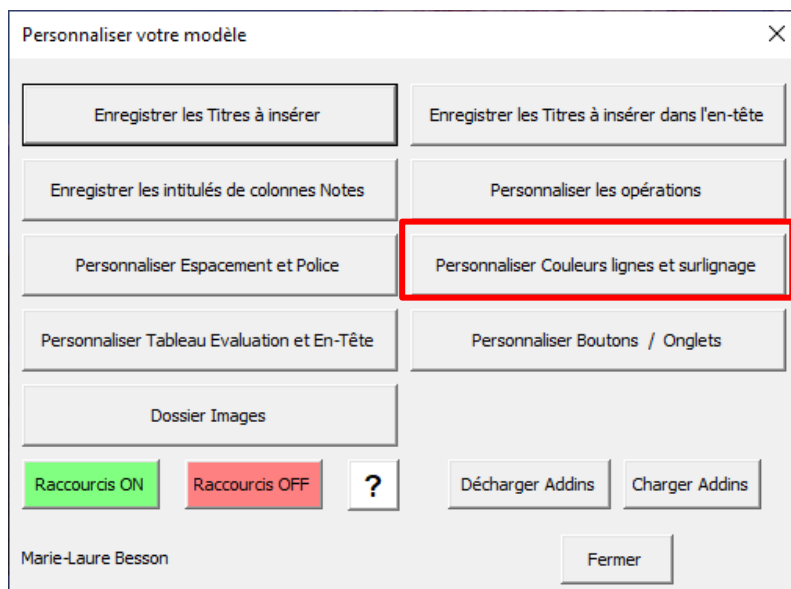 Personnaliser votre modèle
Enregistrer les Titres à insérer
Enregistrer les Titres à insérer dans l'en-tête
Enregistrer les intitulés de colonnes Notes
Personnaliser les opérations
Personnaliser Espacement et Police
Personnaliser Couleurs lignes et surlignage
Personnaliser Tableau Evaluation et En-Tête
Personnaliser Boutons / Onglets
Dossier Images
Raccourcis ON
Raccourcis OFF
?
Décharger Addins
Charger Addins
Marie-Laure Besson
Fermer